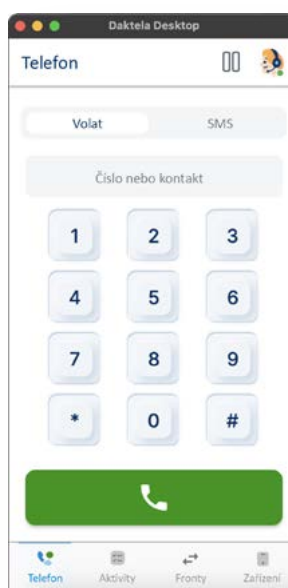 Daktela Desktop
Telefon
Volat SMS
Číslo nebo kontakt
1 2 3
4 5 6
7 8 9
* 0 #
Telefon Aktivity Fronty Zařízení